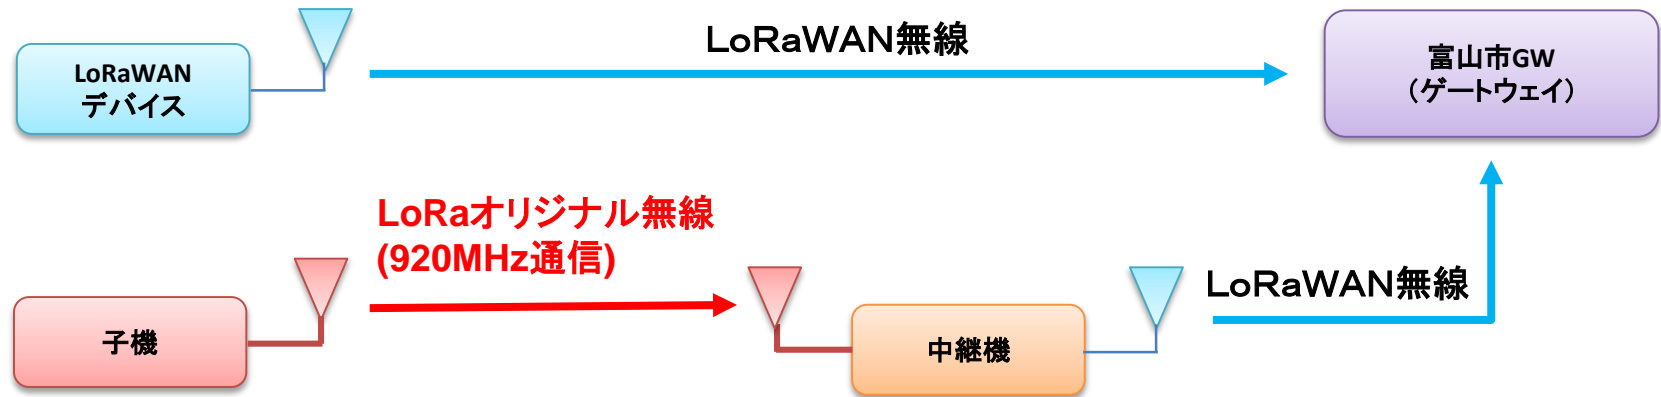 LoRaWAN
デバイス
LoRaWAN無線
富山市GW
（ゲートウェイ）
LoRaオリジナル無線
(920MHz通信)
子機
中継機
LoRaWAN無線